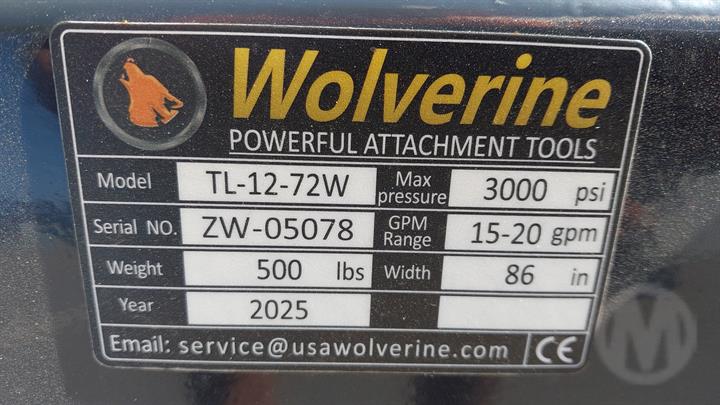 Wolverine
POWERFUL ATTACHMENT TOOLS
Model TL-12-72W Max pressure 3000 psi
Serial NO. ZW-05078 GPM Range 15-20 gpm
Weight 500 lbs Width 86 in
Year 2025
Email: service@usawolverine.com CE
M